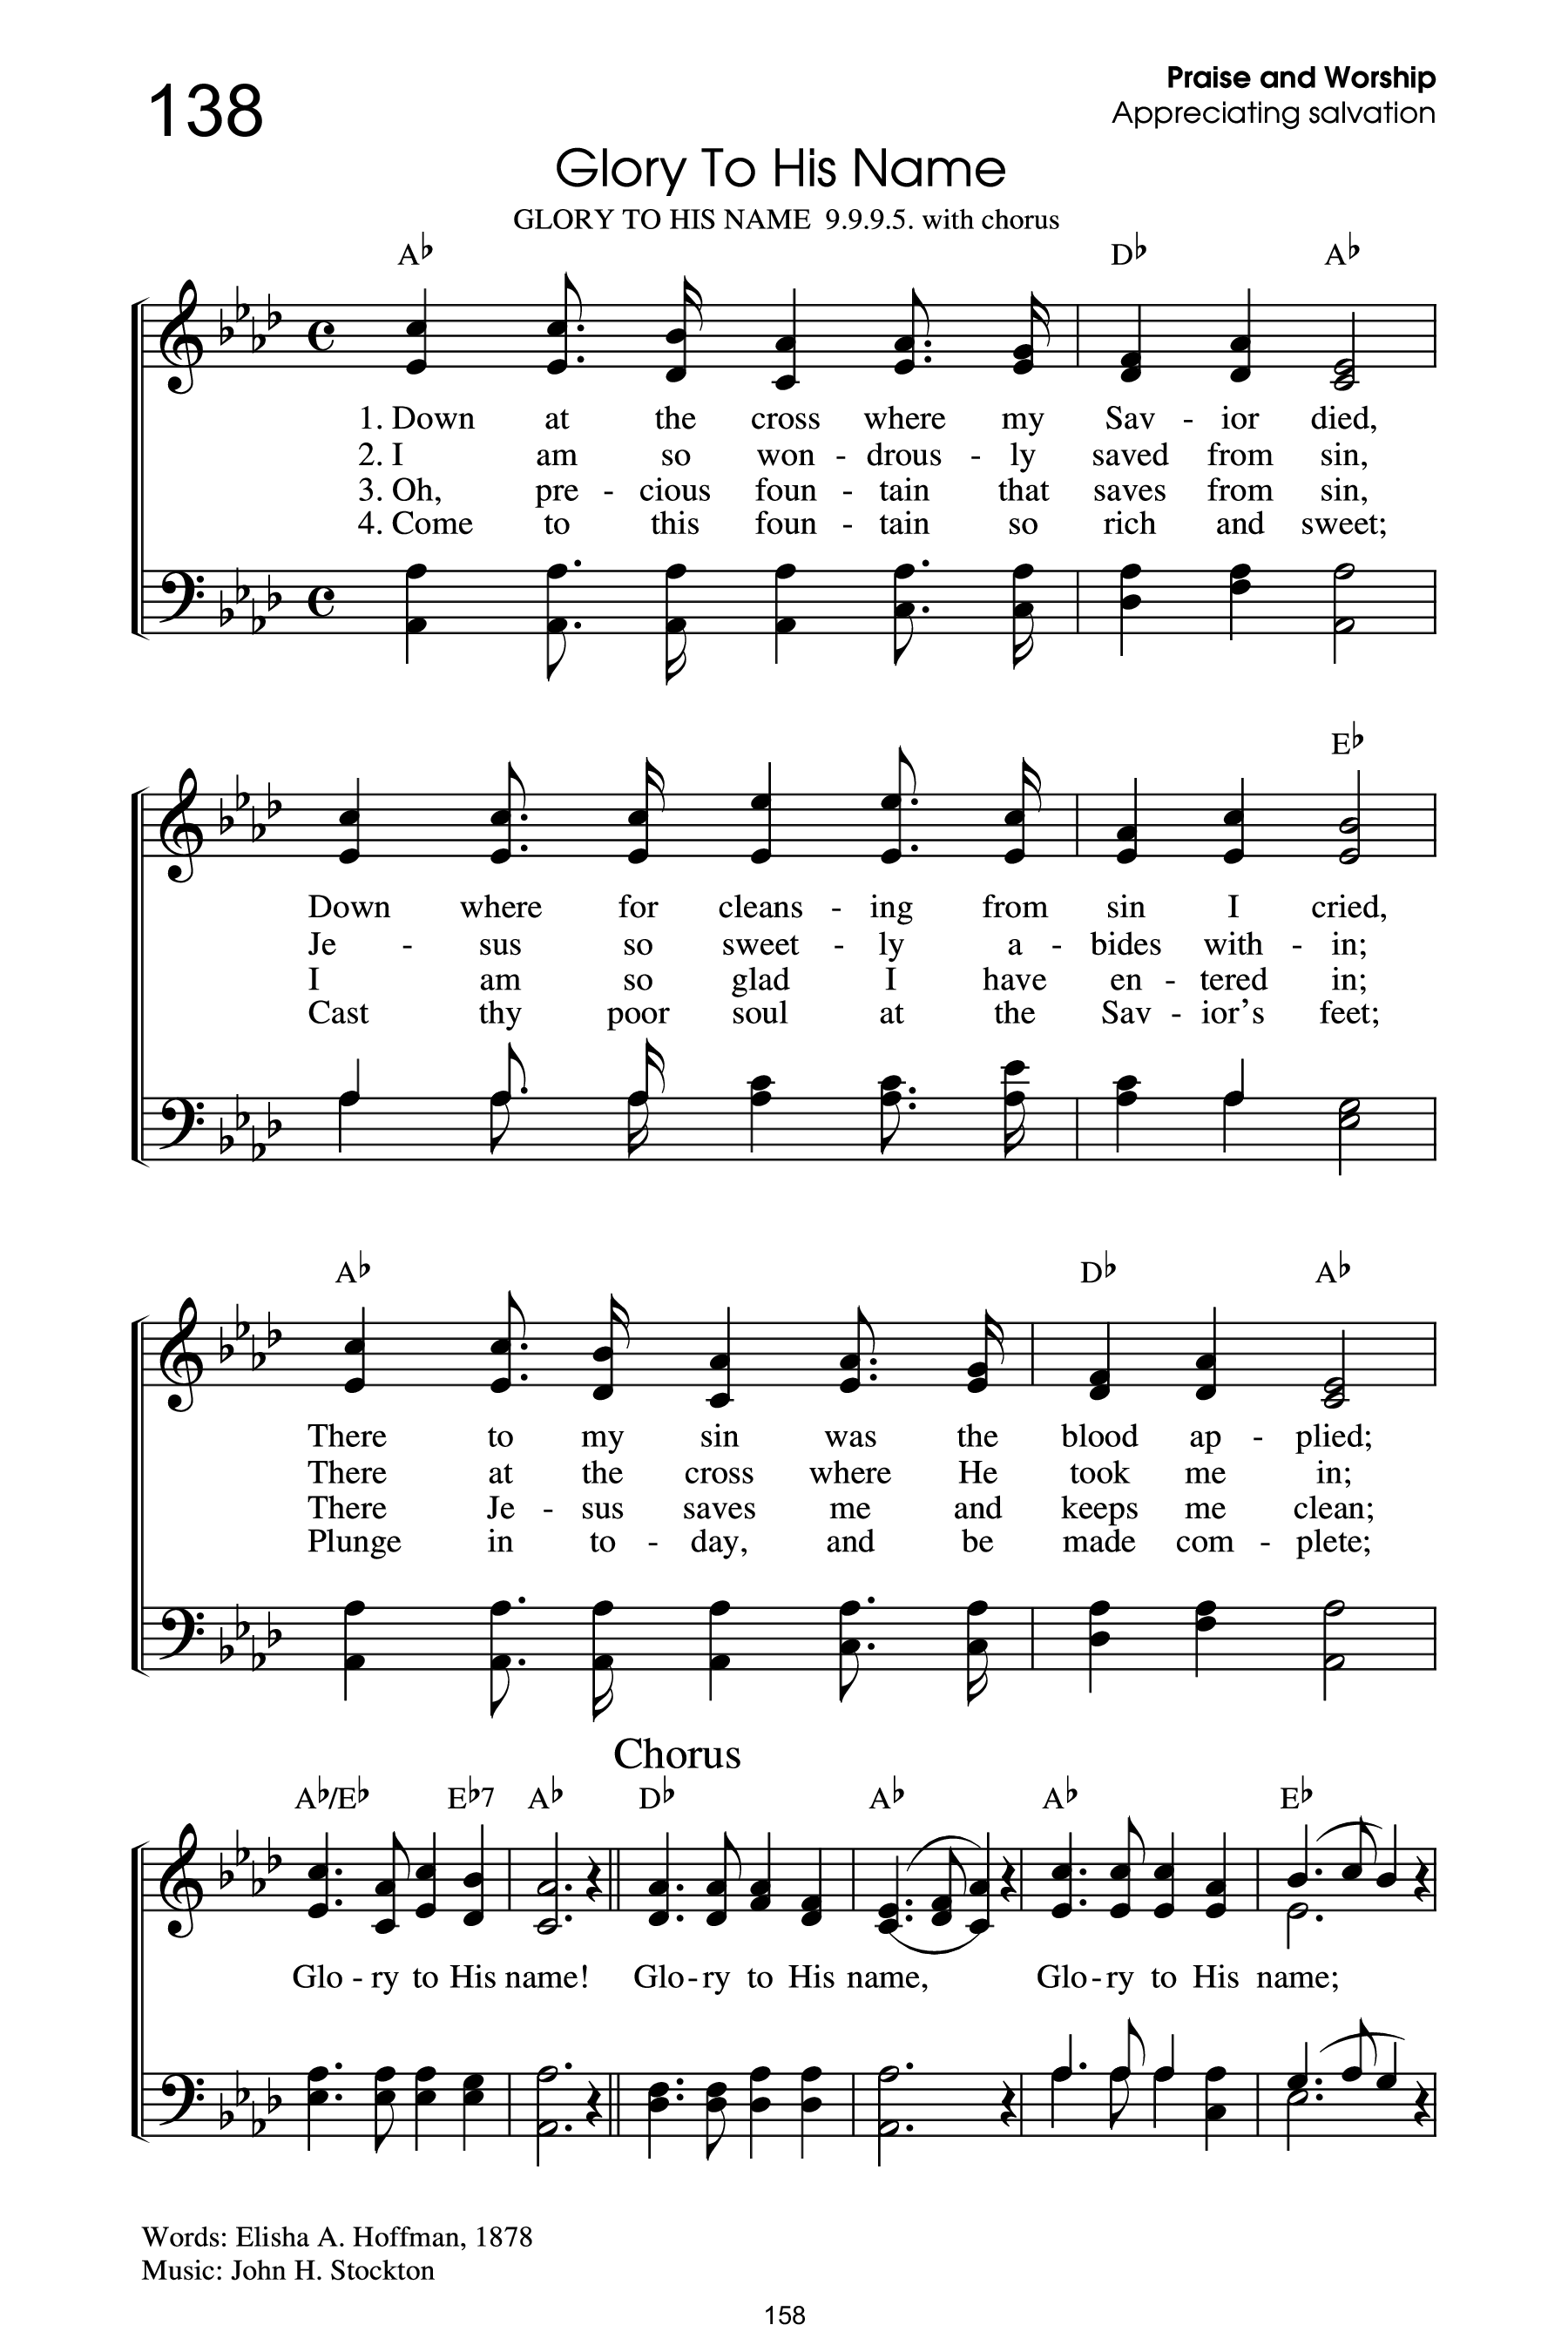 138
Praise and Worship
Appreciating salvation
Glory To His Name
GLORY TO HIS NAME 9.9.9.5. with chorus
A♭ D♭ A♭
1. Down at the cross where my Sav - ior died,
2. I am so won - drous - ly saved from sin,
3. Oh, pre - cious foun - tain that saves from sin,
4. Come to this foun - tain so rich and sweet;
E♭
Down where for cleans - ing from sin I cried,
Je - sus so sweet - ly a - bides with - in;
I am so glad I have en - tered in;
Cast thy poor soul at the Sav - ior's feet;
A♭ D♭ A♭
There to my sin was the blood ap - plied;
There at the cross where He took me in;
There Je - sus saves me and keeps me clean;
Plunge in to - day, and be made com - plete;
Chorus
A♭/E♭ E♭7 A♭ D♭ A♭ A♭ E♭
Glo - ry to His name! Glo - ry to His name, Glo - ry to His name;
Words: Elisha A. Hoffman, 1878
Music: John H. Stockton
158